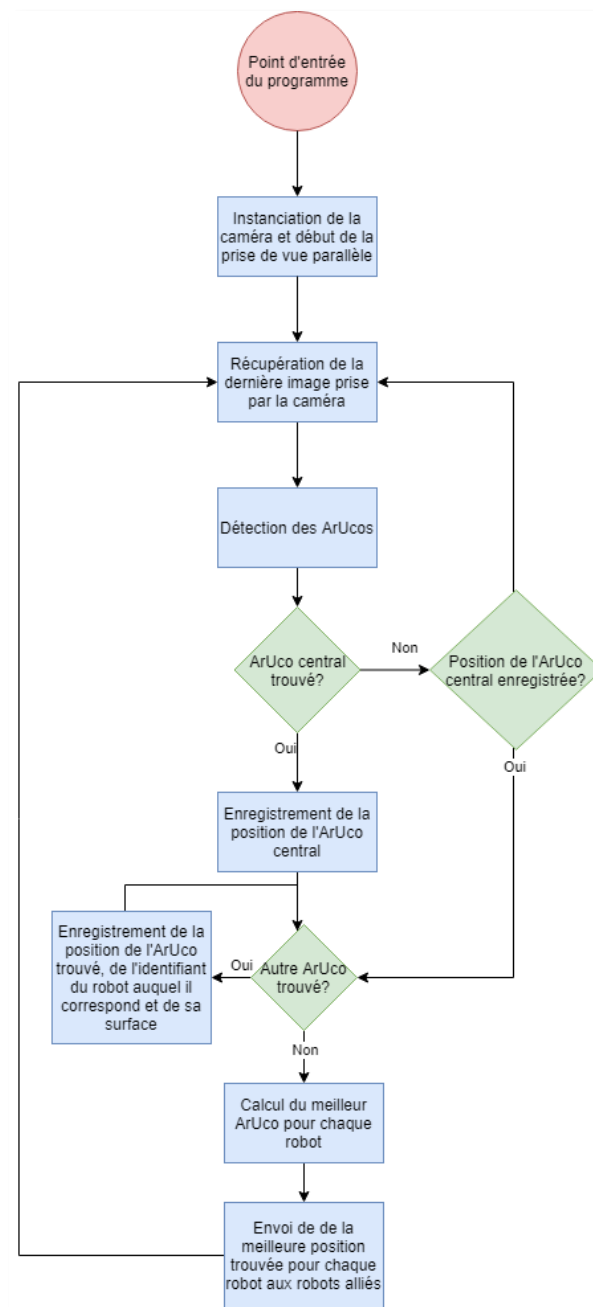 Point d'entrée
du programme
Instanciation de la
caméra et début de la
prise de vue parallèle
Récupération de la
dernière image prise
par la caméra
Détection des ArUcos
ArUco central
trouvé?
Non
Position de l'ArUco
central enregistrée?
Oui
Oui
Enregistrement de la
position de l'ArUco
central
Enregistrement de la
position de l'ArUco
trouvé, de l'identifiant
du robot auquel il
correspond et de sa
surface
Oui
Autre ArUco
trouvé?
Non
Calcul du meilleur
ArUco pour chaque
robot
Envoi de de la
meilleure position
trouvée pour chaque
robot aux robots alliés